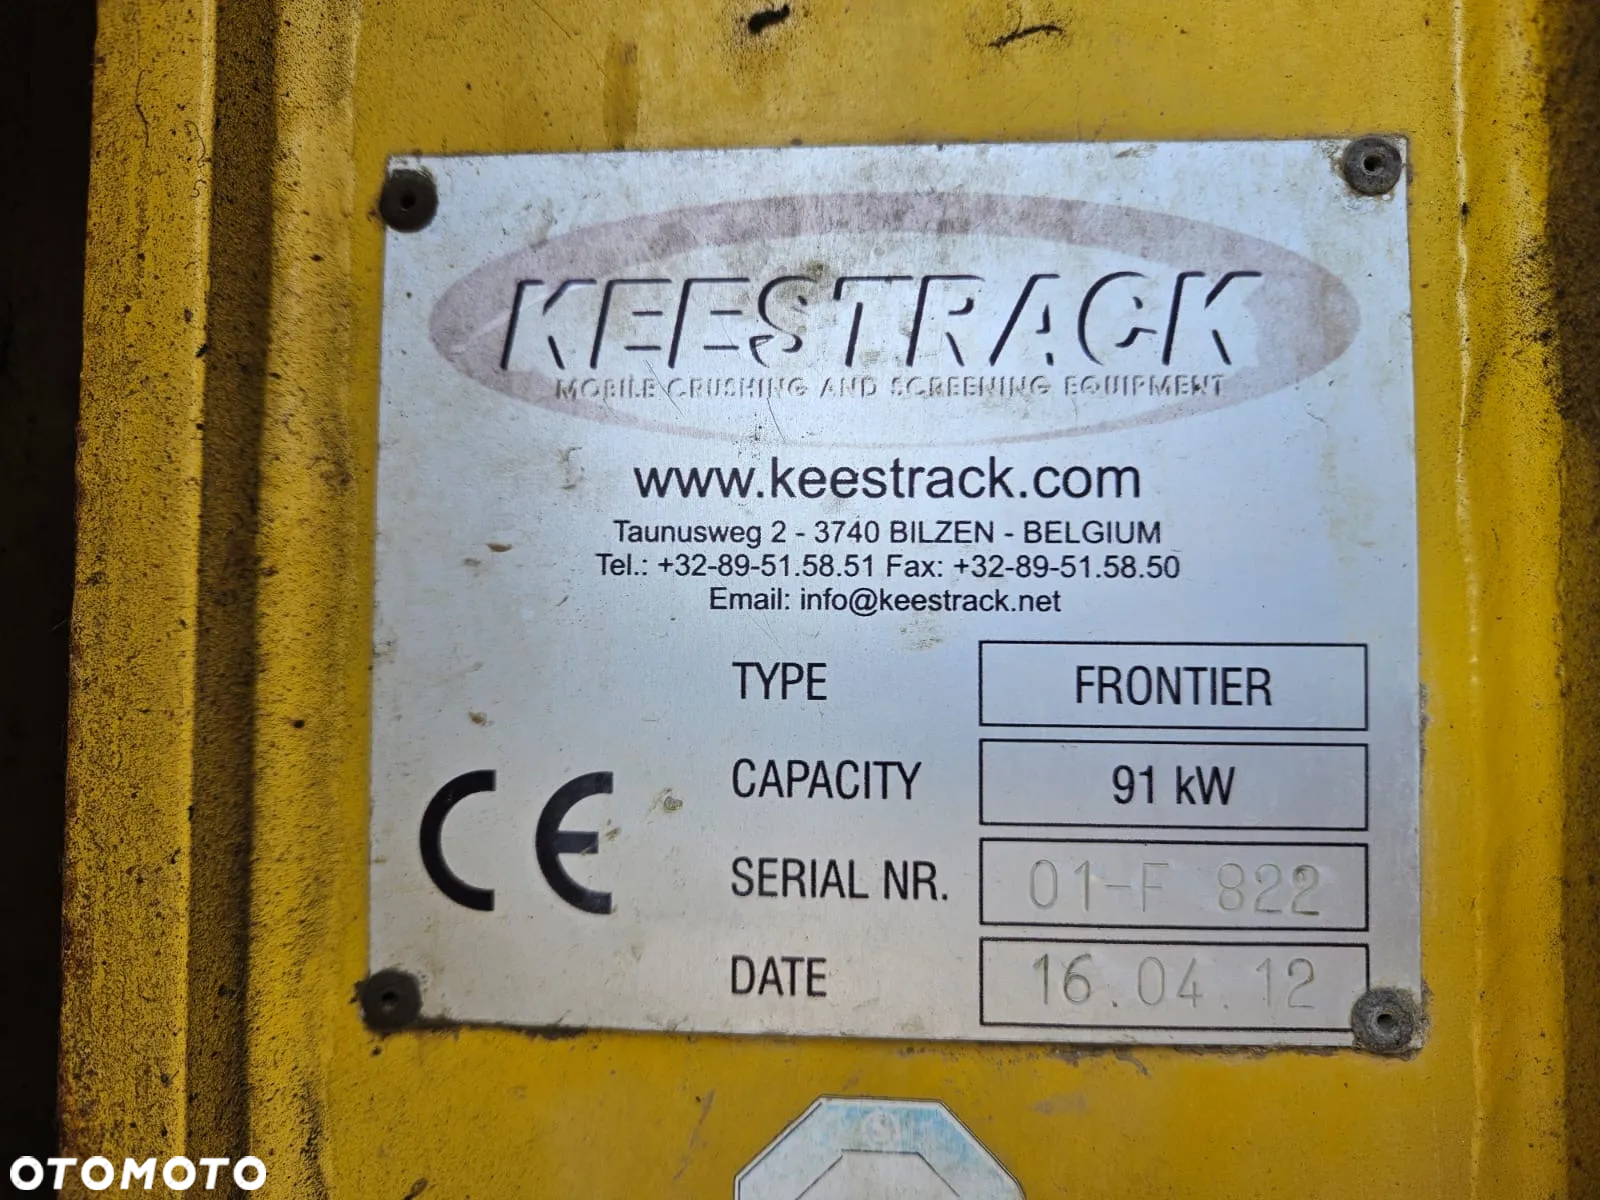 KEESTRACK
MOBILE CRUSHING AND SCREENING EQUIPMENT
www.keestrack.com
Taunusweg 2 - 3740 BILZEN - BELGIUM
Tel.: +32-89-51.58.51 Fax: +32-89-51.58.50
Email: info@keestrack.net
TYPE FRONTIER
CAPACITY 91 kW
CE
SERIAL NR. 01-F 822
DATE 16.04.12
OTOMOTO